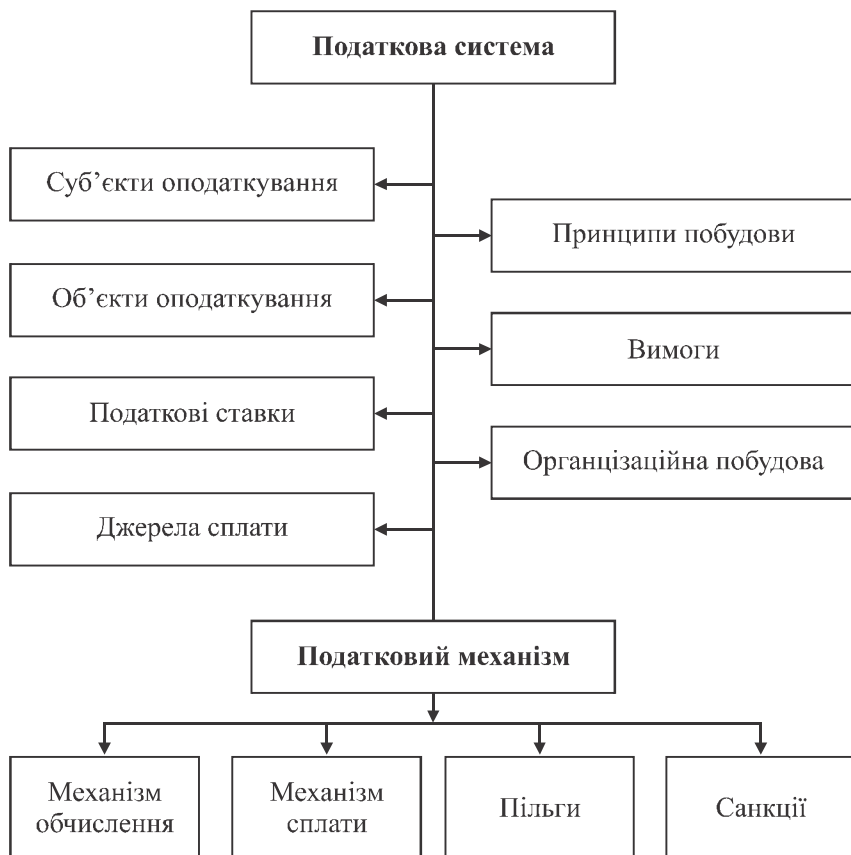 Податкова система
Суб’єкти оподаткування
Принципи побудови
Об’єкти оподаткування
Вимоги
Податкові ставки
Органцізаційна побудова
Джерела сплати
Податковий механізм
Механізм
обчислення
Механізм
сплати
Пільги
Санкції